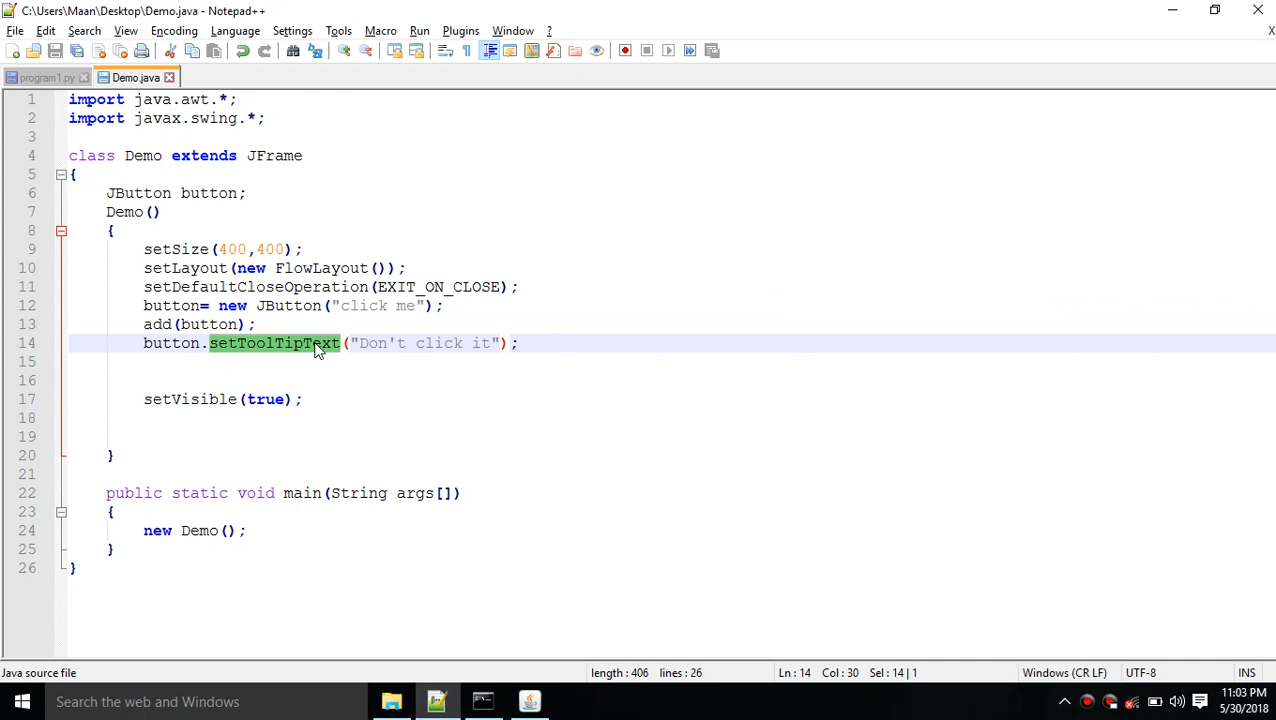 C:\Users\Maan\Desktop\Demo.java - Notepad++
File Edit Search View Encoding Language Settings Tools Macro Run Plugins Window ? X
program1.py Demo.java
1 import java.awt.*;
2 import javax.swing.*;
3
4 class Demo extends JFrame
5 {
6 JButton button;
7 Demo()
8 {
9 setSize(400,400);
10 setLayout(new FlowLayout());
11 setDefaultCloseOperation(EXIT_ON_CLOSE);
12 button= new JButton("click me");
13 add(button);
14 button.setToolTipText("Don't click it");
15
16
17 setVisible(true);
18
19
20 }
21
22 public static void main(String args[])
23 {
24 new Demo();
25 }
26 }
Java source file length : 406 lines : 26 Ln : 14 Col : 30 Sel : 14 | 1 Windows (CR LF) UTF-8 INS
Search the web and Windows
11:03 PM
5/30/2018